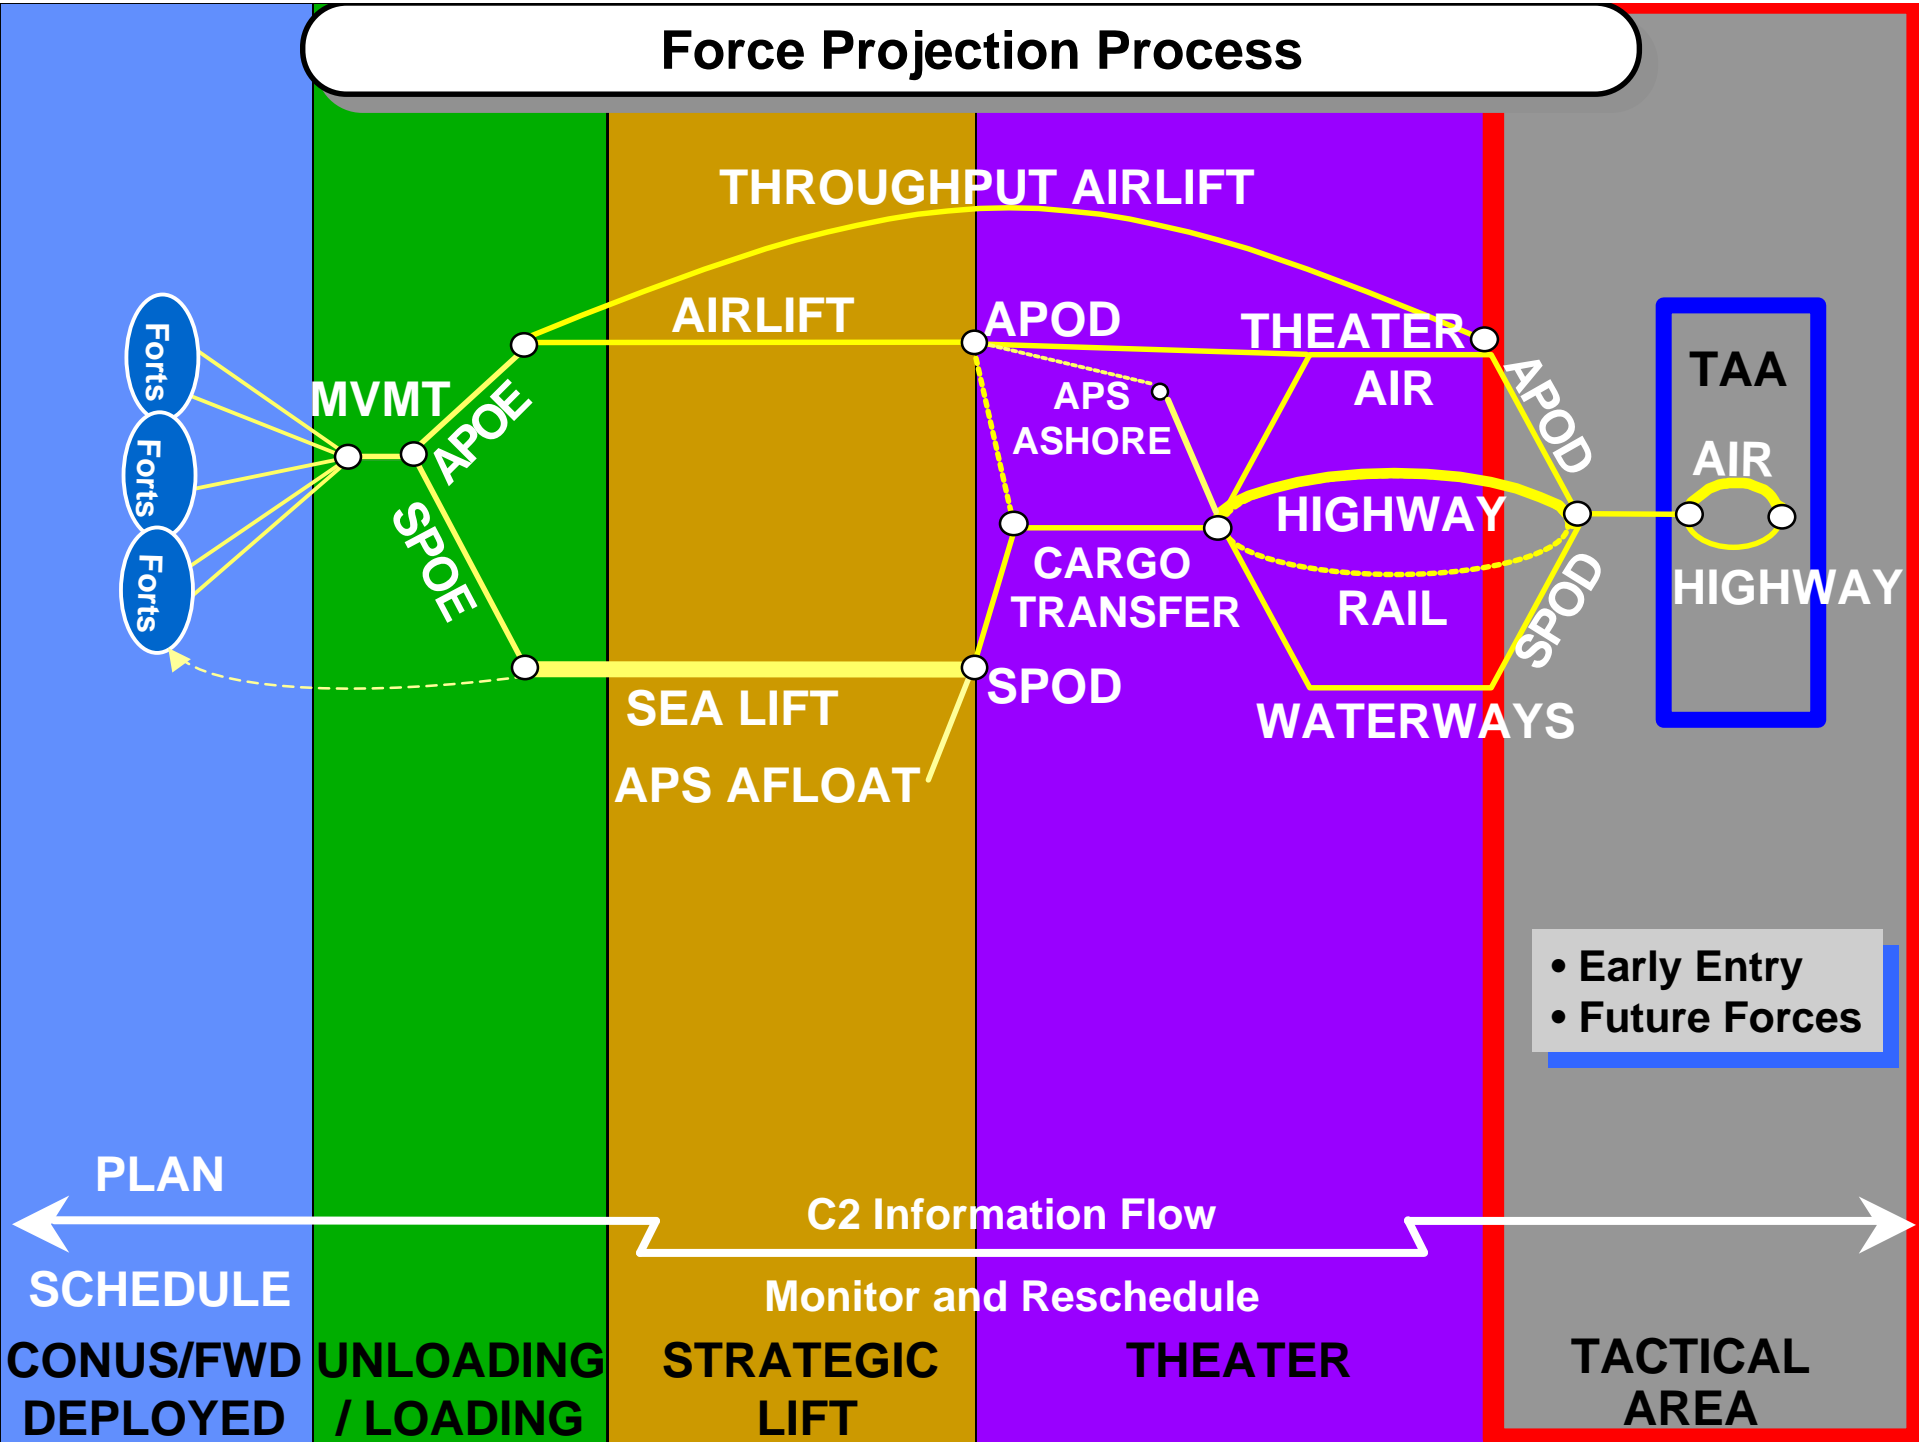 Force Projection Process
THROUGHPUT AIRLIFT
AIRLIFT
APOD
THEATER
AIR
APS
ASHORE
Forts
Forts
Forts
MVMT
APOE
SPOE
HIGHWAY
CARGO
TRANSFER
RAIL
APOD
SPOD
TAA
AIR
HIGHWAY
SEA LIFT
SPOD
WATERWAYS
APS AFLOAT
• Early Entry
• Future Forces
PLAN
C2 Information Flow
SCHEDULE
Monitor and Reschedule
CONUS/FWD
DEPLOYED
UNLOADING
/ LOADING
STRATEGIC
LIFT
THEATER
TACTICAL
AREA